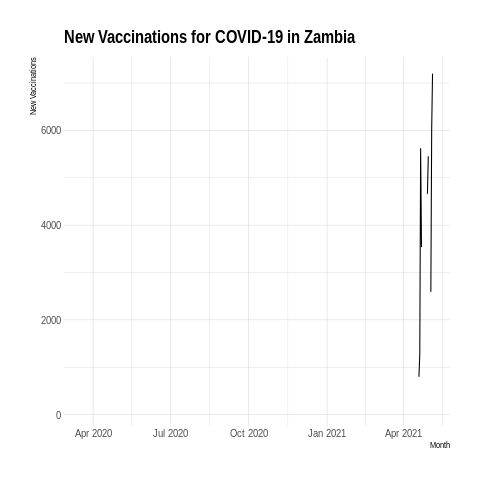 New Vaccinations for COVID-19 in Zambia
New Vaccinations
6000
4000
2000
0
Apr 2020 Jul 2020 Oct 2020 Jan 2021 Apr 2021
Month